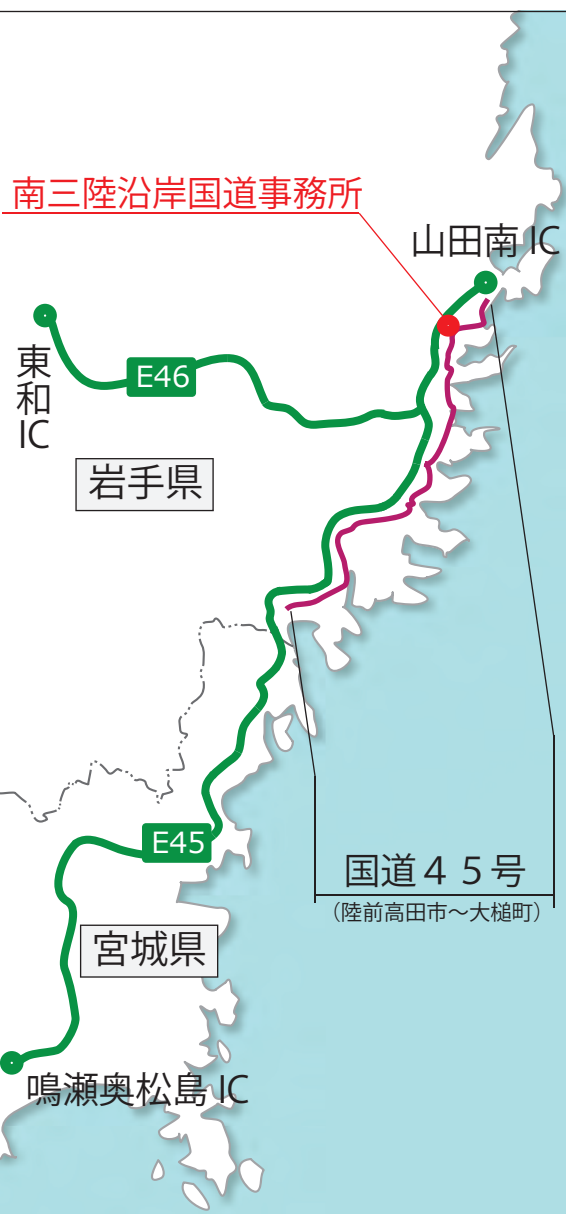 南三陸沿岸国道事務所
山田南 IC
東和IC
E46
岩手県
E45
国道４５号
（陸前高田市～大槌町）
宮城県
鳴瀬奥松島 IC